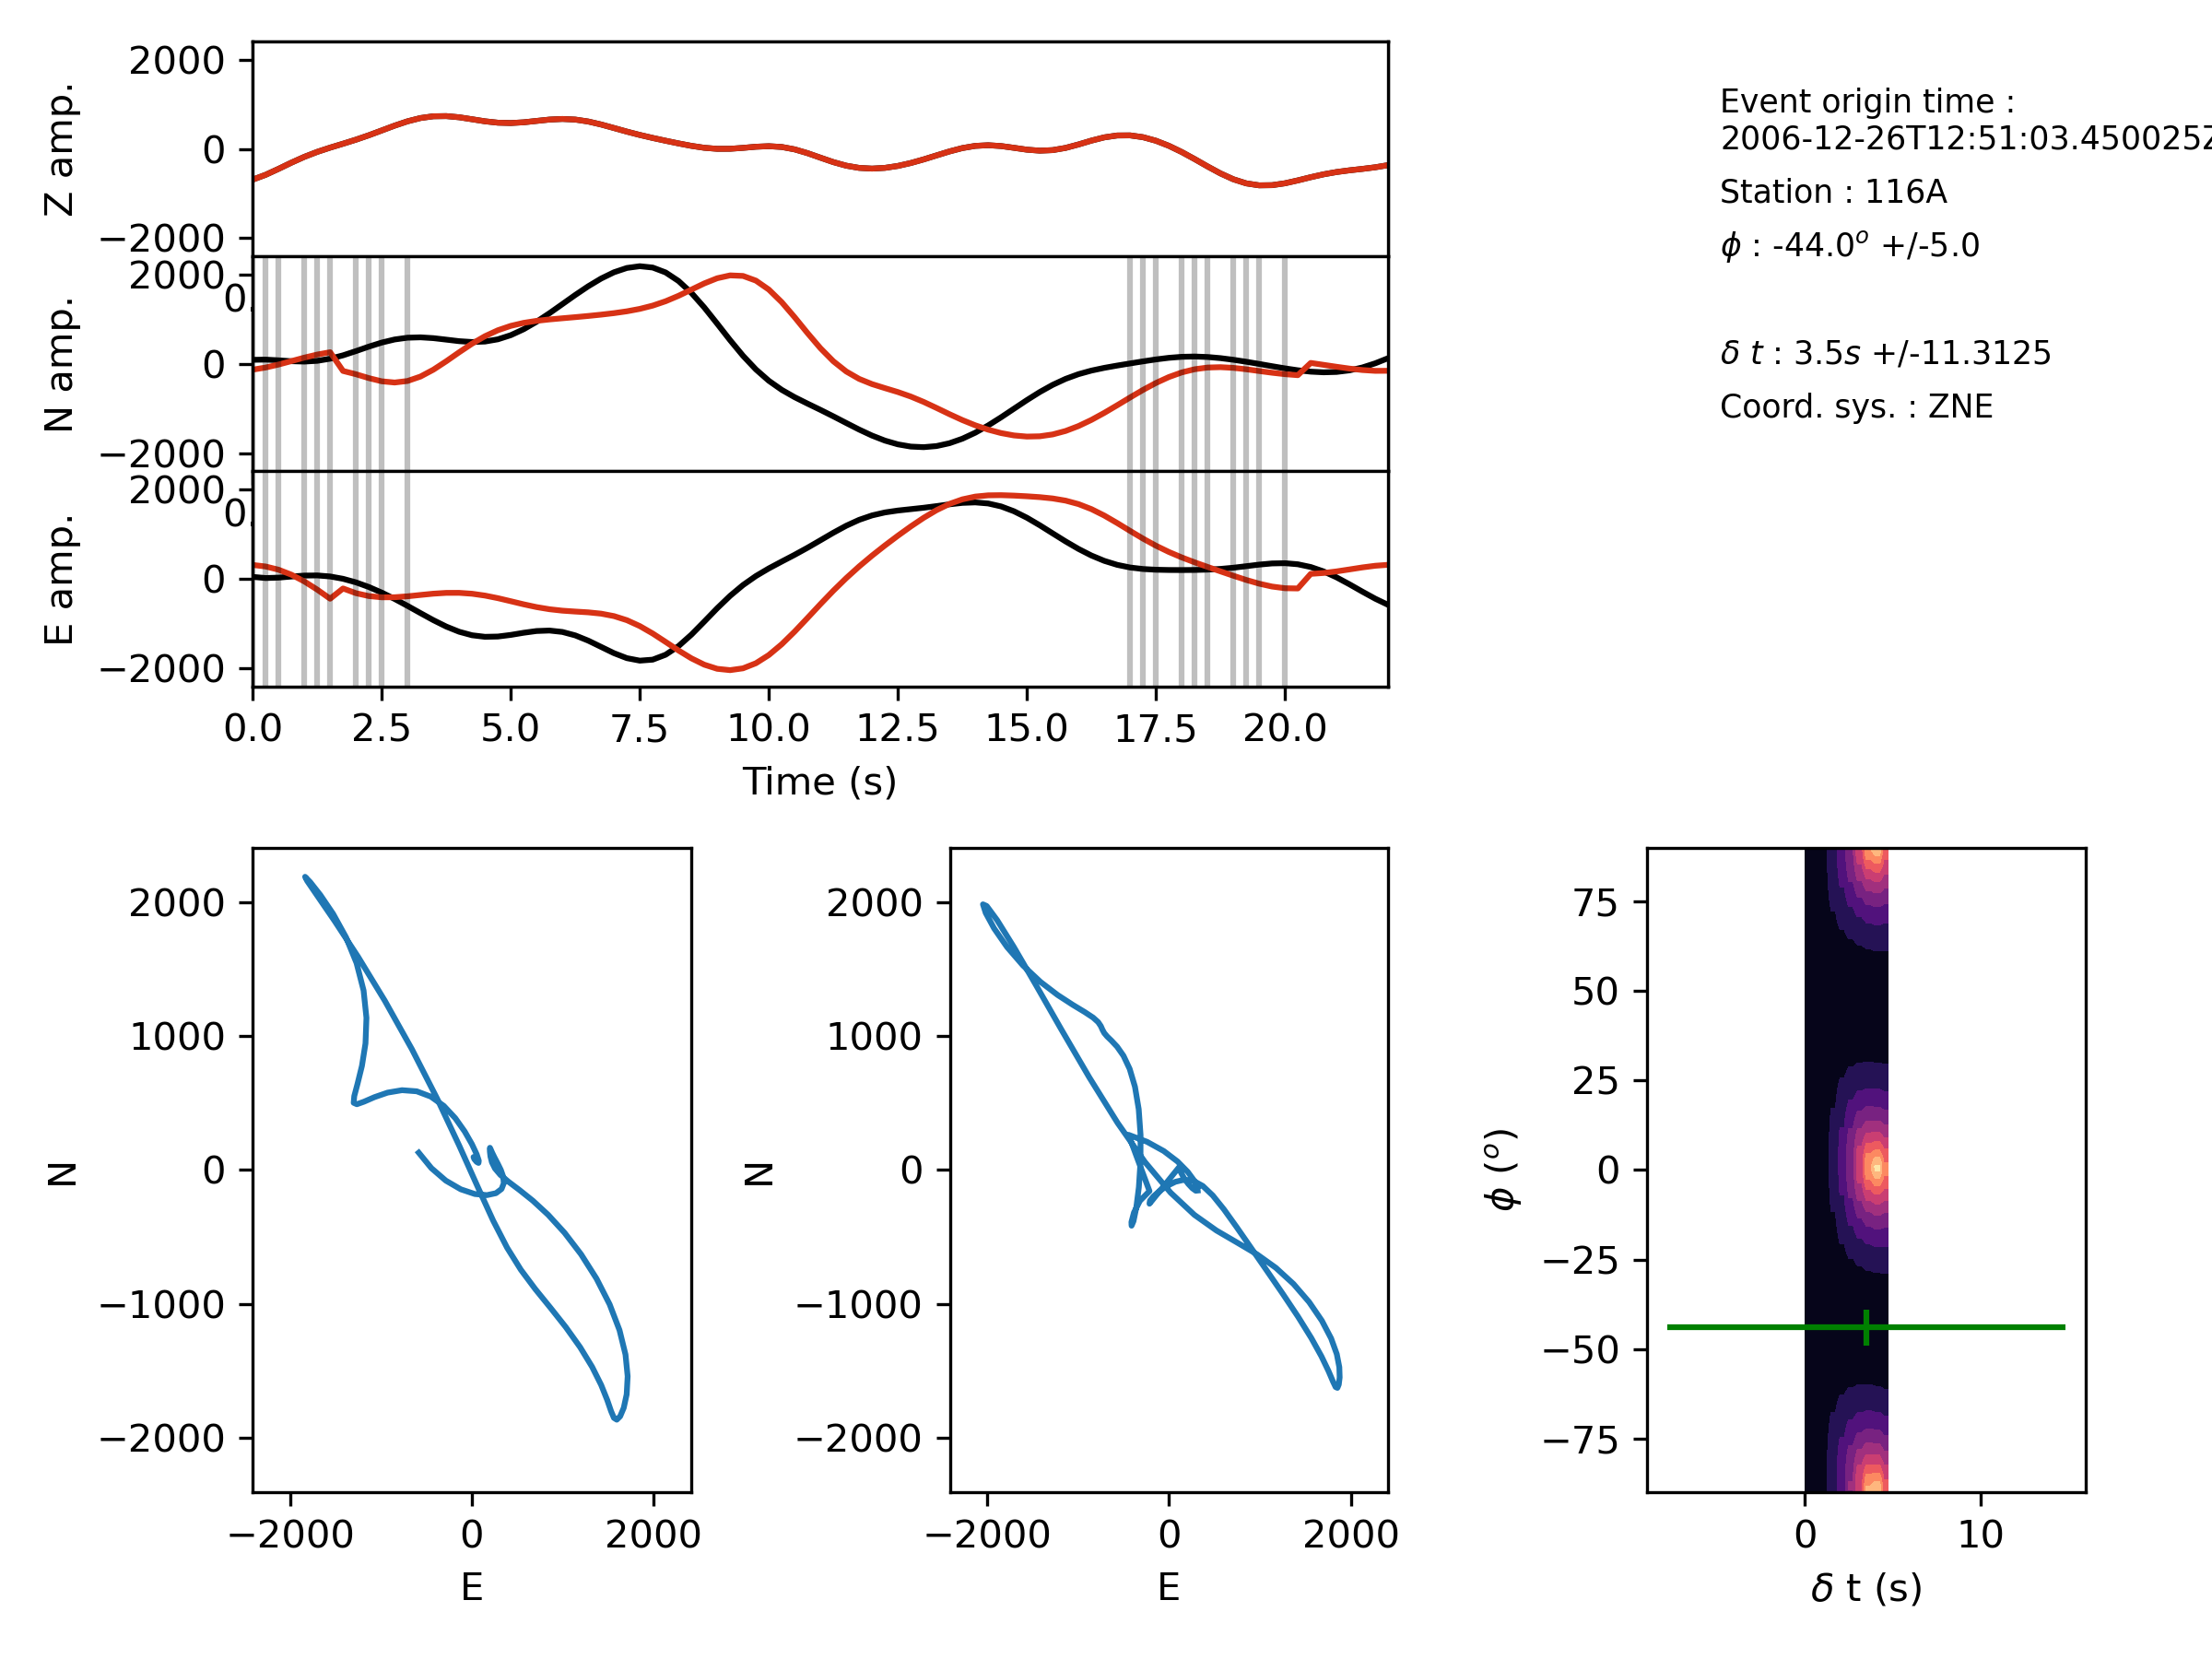 Z amp.
2000
0
−2000
N amp.
2000
0
−2000
E amp.
2000
0
−2000
0.0 2.5 5.0 7.5 10.0 12.5 15.0 17.5 20.0
Time (s)
Event origin time :
2006-12-26T12:51:03.450025Z
Station : 116A
ϕ : -44.0° +/-5.0
δ t : 3.5s +/-11.3125
Coord. sys. : ZNE
N
2000
1000
0
−1000
−2000
−2000 0 2000
E
N
2000
1000
0
−1000
−2000
−2000 0 2000
E
ϕ (°)
75
50
25
0
−25
−50
−75
0 10
δ t (s)